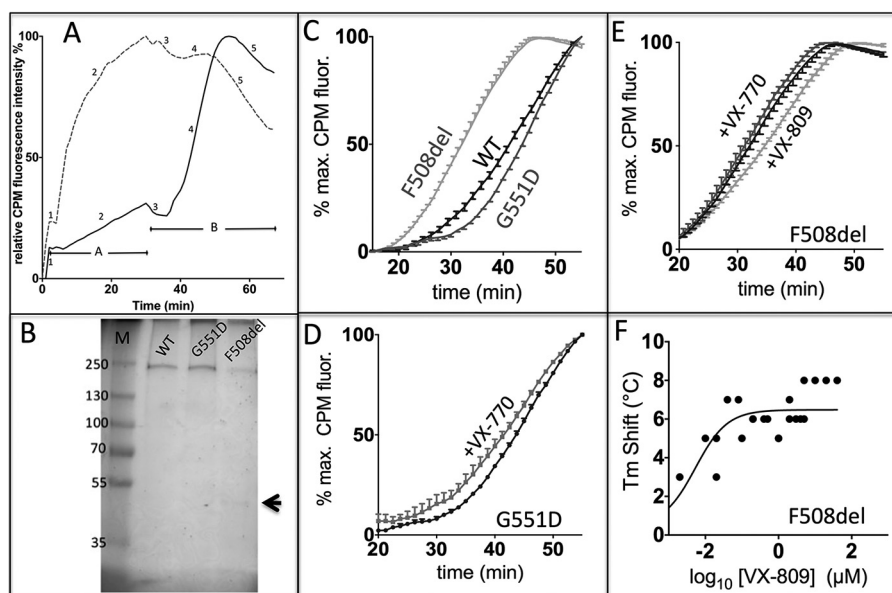 A
relative CPM fluorescence intensity %
100
50
0
1
2
3
4
5
1
2
3
4
5
A
B
0
20
40
60
Time (min)
B
M
WT
G551D
F508del
250
130
100
70
55
35
C
% max. CPM fluor.
100
50
0
F508del
WT
G551D
20
30
40
50
time (min)
D
% max. CPM fluor.
100
50
0
+VX-770
G551D
20
30
40
50
time (min)
E
% max. CPM fluor.
100
50
0
+VX-770
+VX-809
F508del
20
30
40
50
time (min)
F
Tm Shift (°C)
10
8
6
4
2
0
F508del
-2
0
2
log10 [VX-809] (µM)